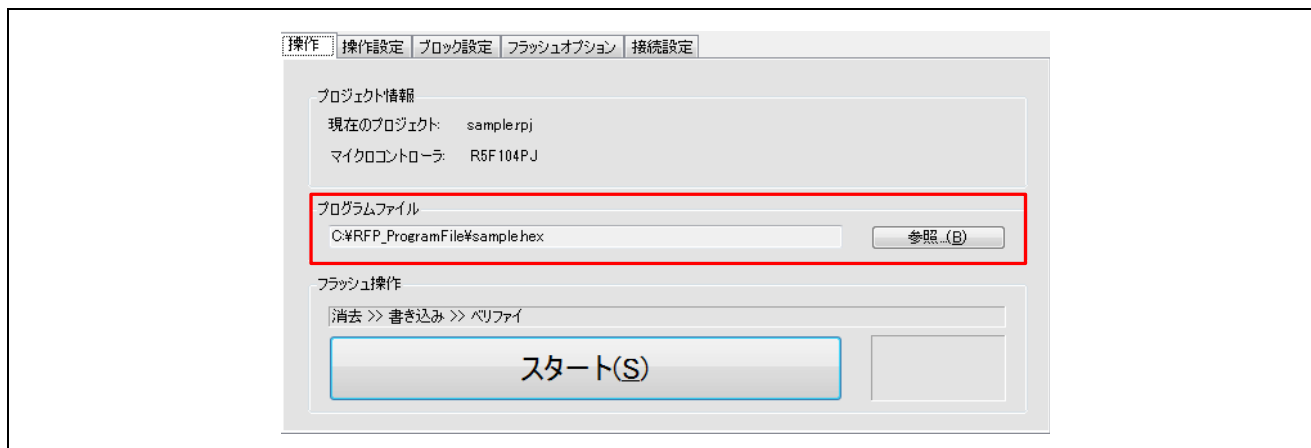 操作 操作設定 ブロック設定 フラッシュオプション 接続設定
プロジェクト情報
現在のプロジェクト: sample.rpj
マイクロコントローラ: R5F104PJ
プログラムファイル
C:¥RFP_ProgramFile¥sample.hex 参照...(B)
フラッシュ操作
消去 >> 書き込み >> ベリファイ
スタート(S)